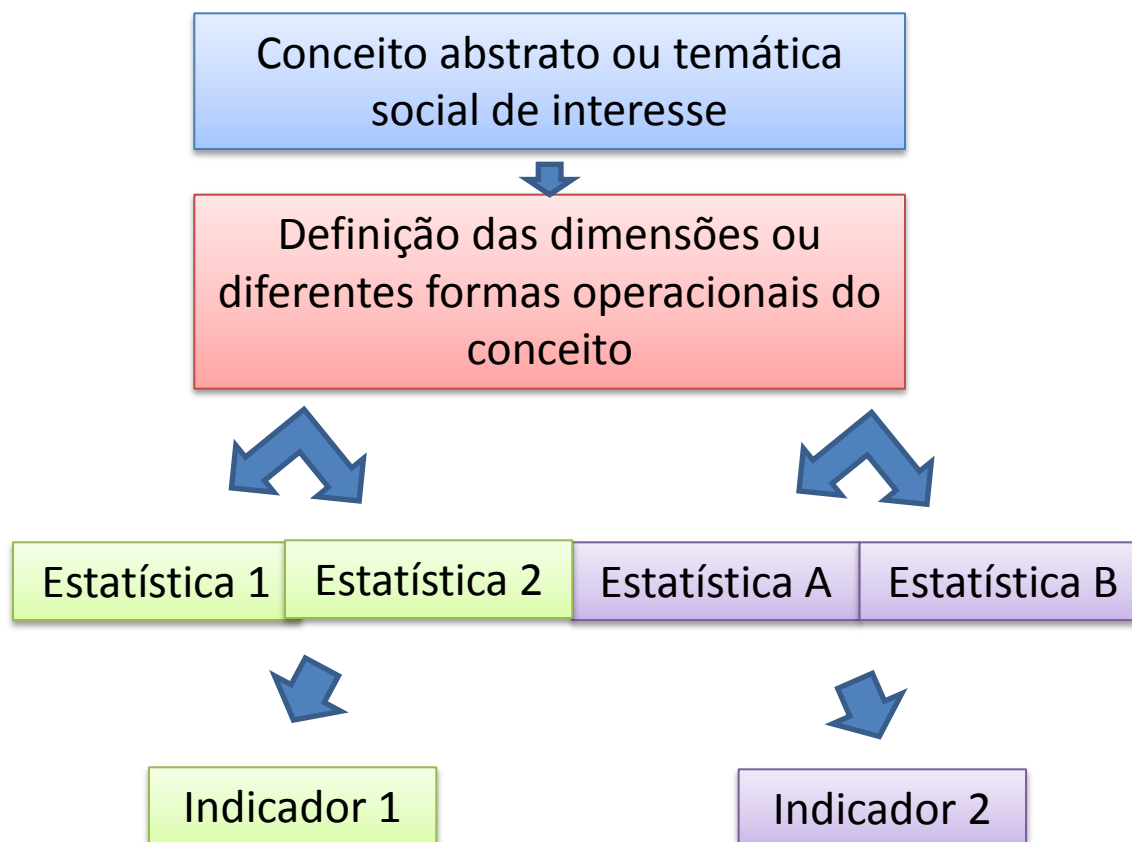 Conceito abstrato ou temática
social de interesse
Definição das dimensões ou
diferentes formas operacionais do
conceito
Estatística 1
Estatística 2
Estatística A
Estatística B
Indicador 1
Indicador 2